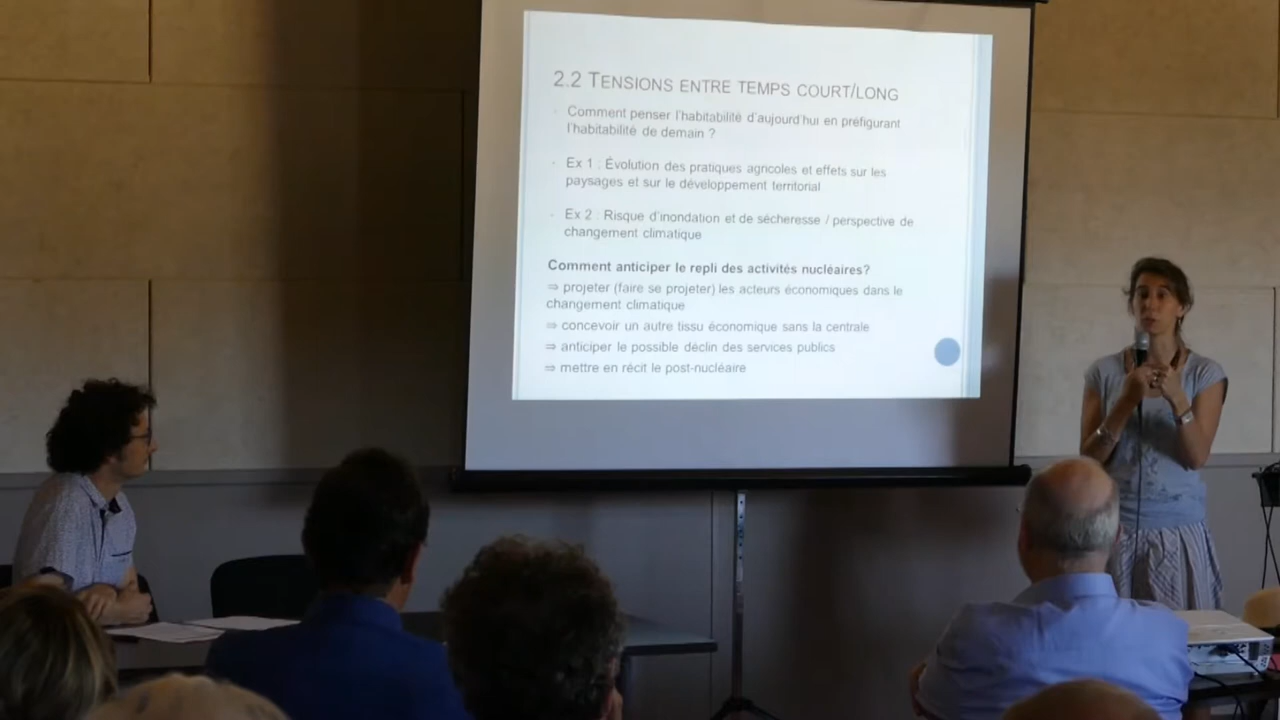 2.2 TENSIONS ENTRE TEMPS COURT/LONG
Comment penser l'habitabilité d'aujourd'hui en préfigurant
l'habitabilité de demain ?
Ex 1 : Évolution des pratiques agricoles et effets sur les
paysages et sur le développement territorial
Ex 2 : Risque d'inondation et de sécheresse / perspective de
changement climatique
Comment anticiper le repli des activités nucléaires?
⇒ projeter (faire se projeter) les acteurs économiques dans le
changement climatique
⇒ concevoir un autre tissu économique sans la centrale
⇒ anticiper le possible déclin des services publics
⇒ mettre en récit le post-nucléaire